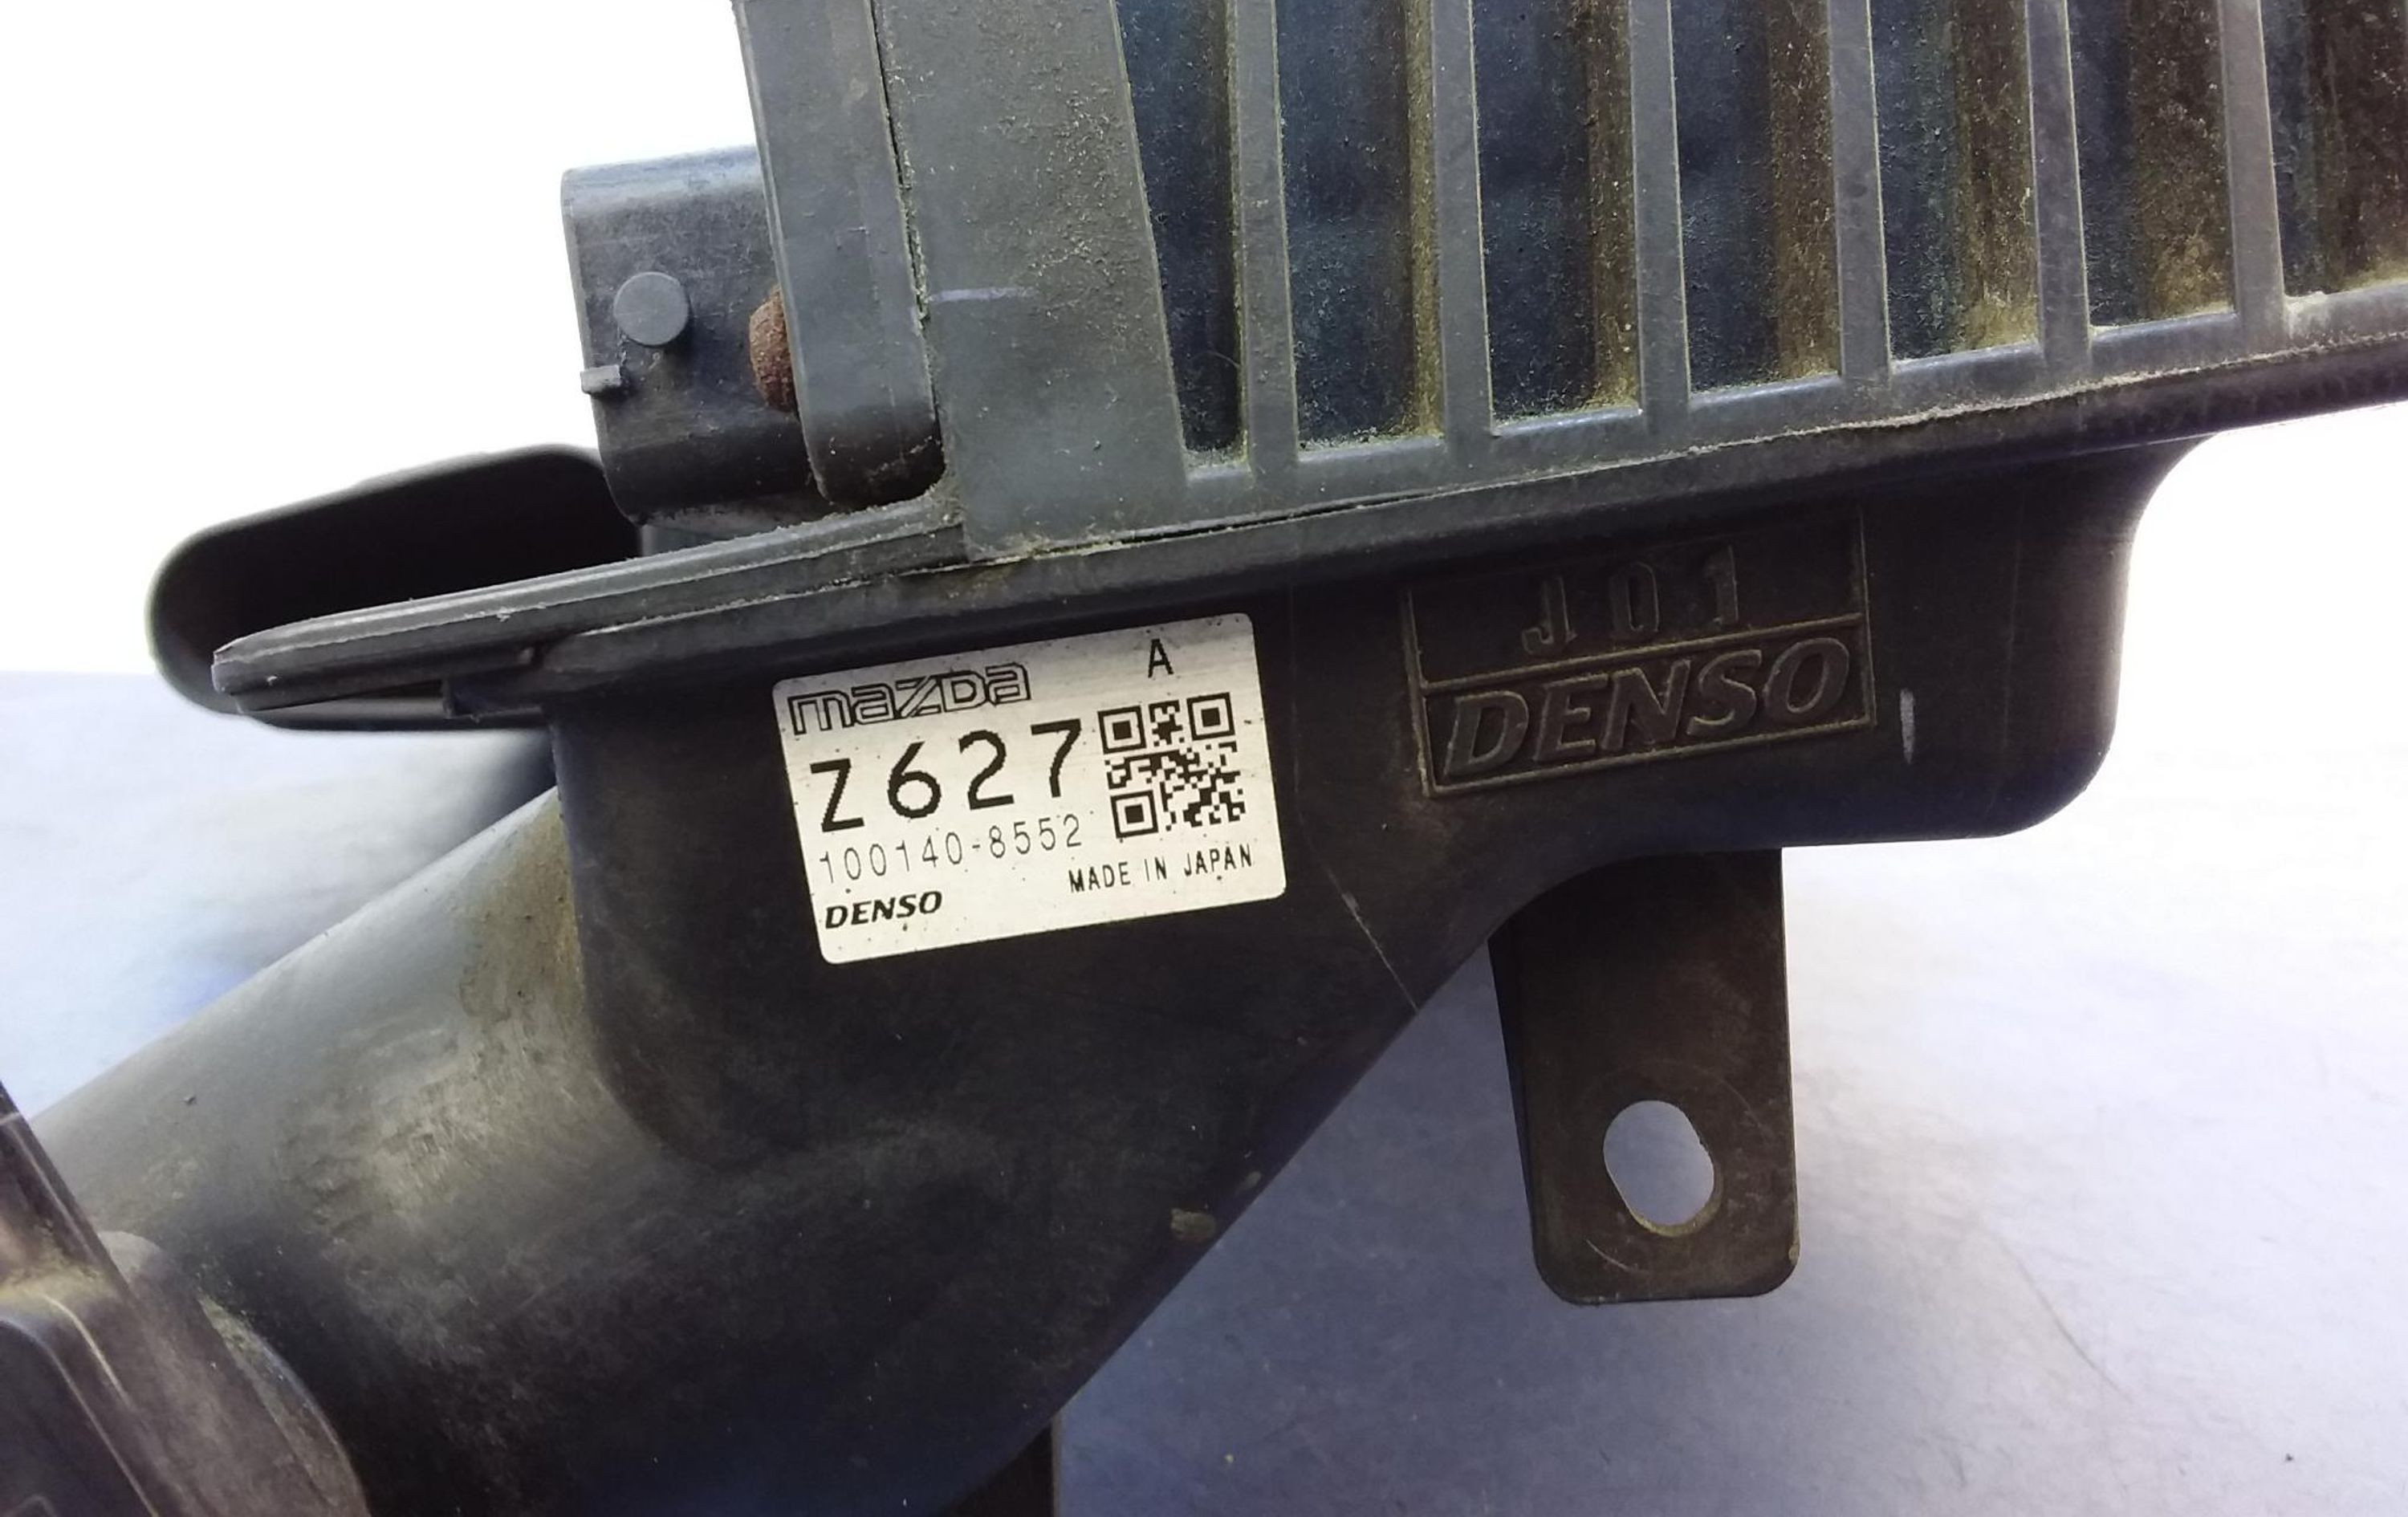 J01
DENSO
mazda A
Z627
100140-8552
MADE IN JAPAN
DENSO